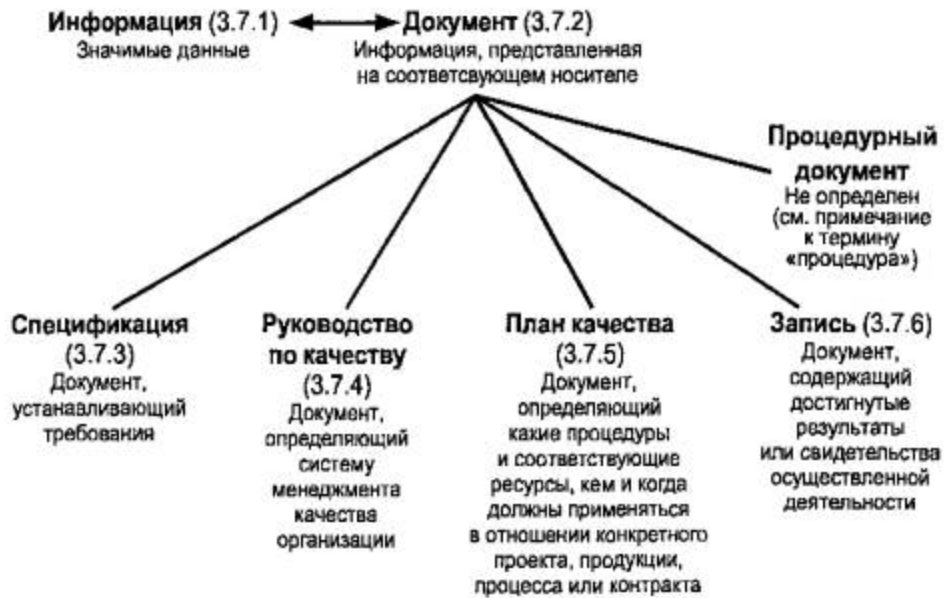 Информация (3.7.1)
Значимые данные
Документ (3.7.2)
Информация, представленная
на соответсвующем носителе
Процедурный
документ
Не определен
(см. примечание
к термину
«процедура»)
Спецификация
(3.7.3)
Документ,
устанавливающий
требования
Руководство
по качеству
(3.7.4)
Документ,
определяющий
систему
менеджмента
качества
организации
План качества
(3.7.5)
Документ,
определяющий
какие процедуры
и соответствующие
ресурсы, кем и когда
должны применяться
в отношении конкретного
проекта, продукции,
процесса или контракта
Запись (3.7.6)
Документ,
содержащий
достигнутые
результаты
или свидетельства
осуществленной
деятельности